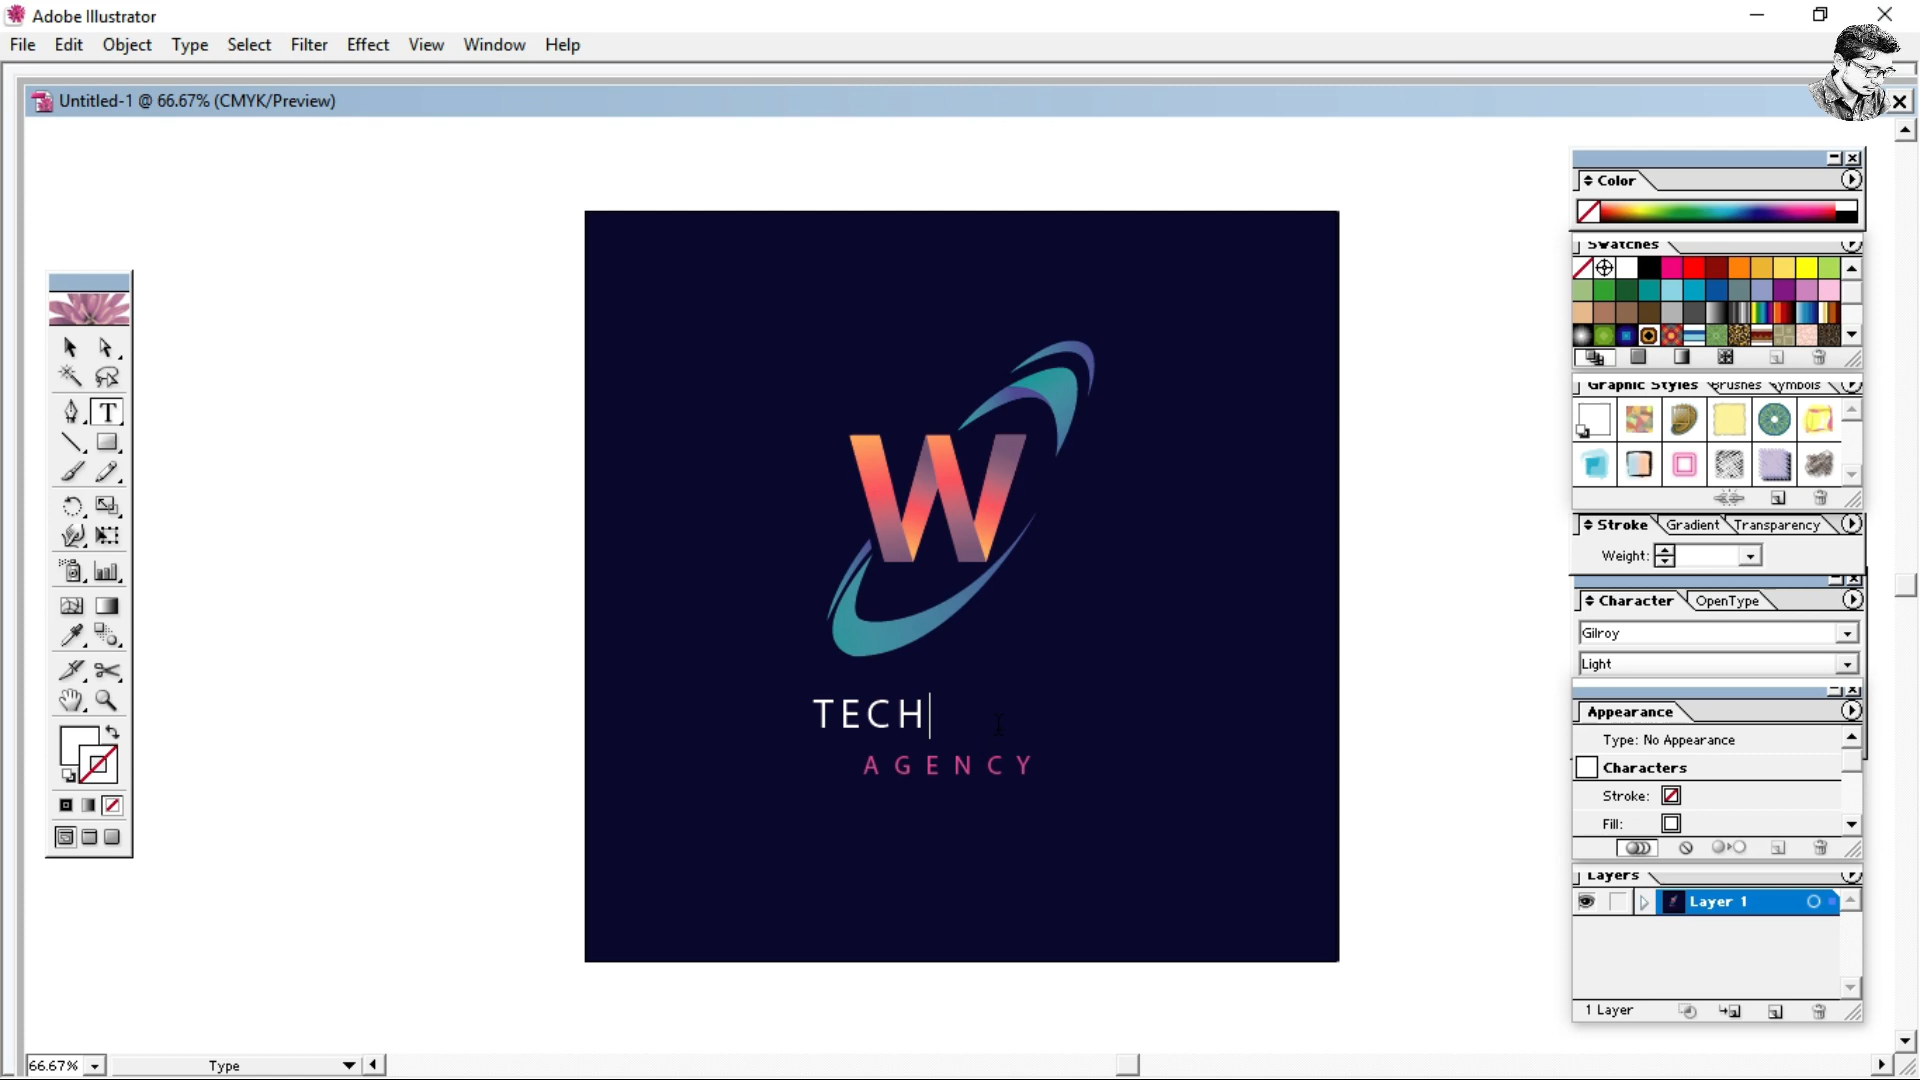 Adobe Illustrator
File Edit Object Type Select Filter Effect View Window Help
Untitled-1 @ 66.67% (CMYK/Preview)
Color
Swatches
Graphic Styles Brushes Symbols
Stroke Gradient Transparency
Weight:
Character OpenType
Gilroy
Light
Appearance
Type: No Appearance
Characters
Stroke:
Fill:
Layers
Layer 1
1 Layer
T
W
TECH
AGENCY
66.67% Type